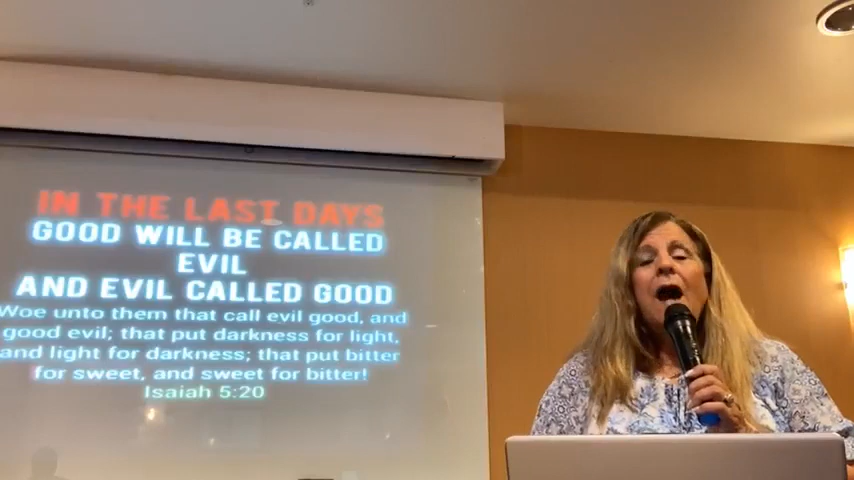 IN THE LAST DAYS
GOOD WILL BE CALLED
EVIL
AND EVIL CALLED GOOD
Woe unto them that call evil good, and
good evil; that put darkness for light,
and light for darkness; that put bitter
for sweet, and sweet for bitter!
Isaiah 5:20